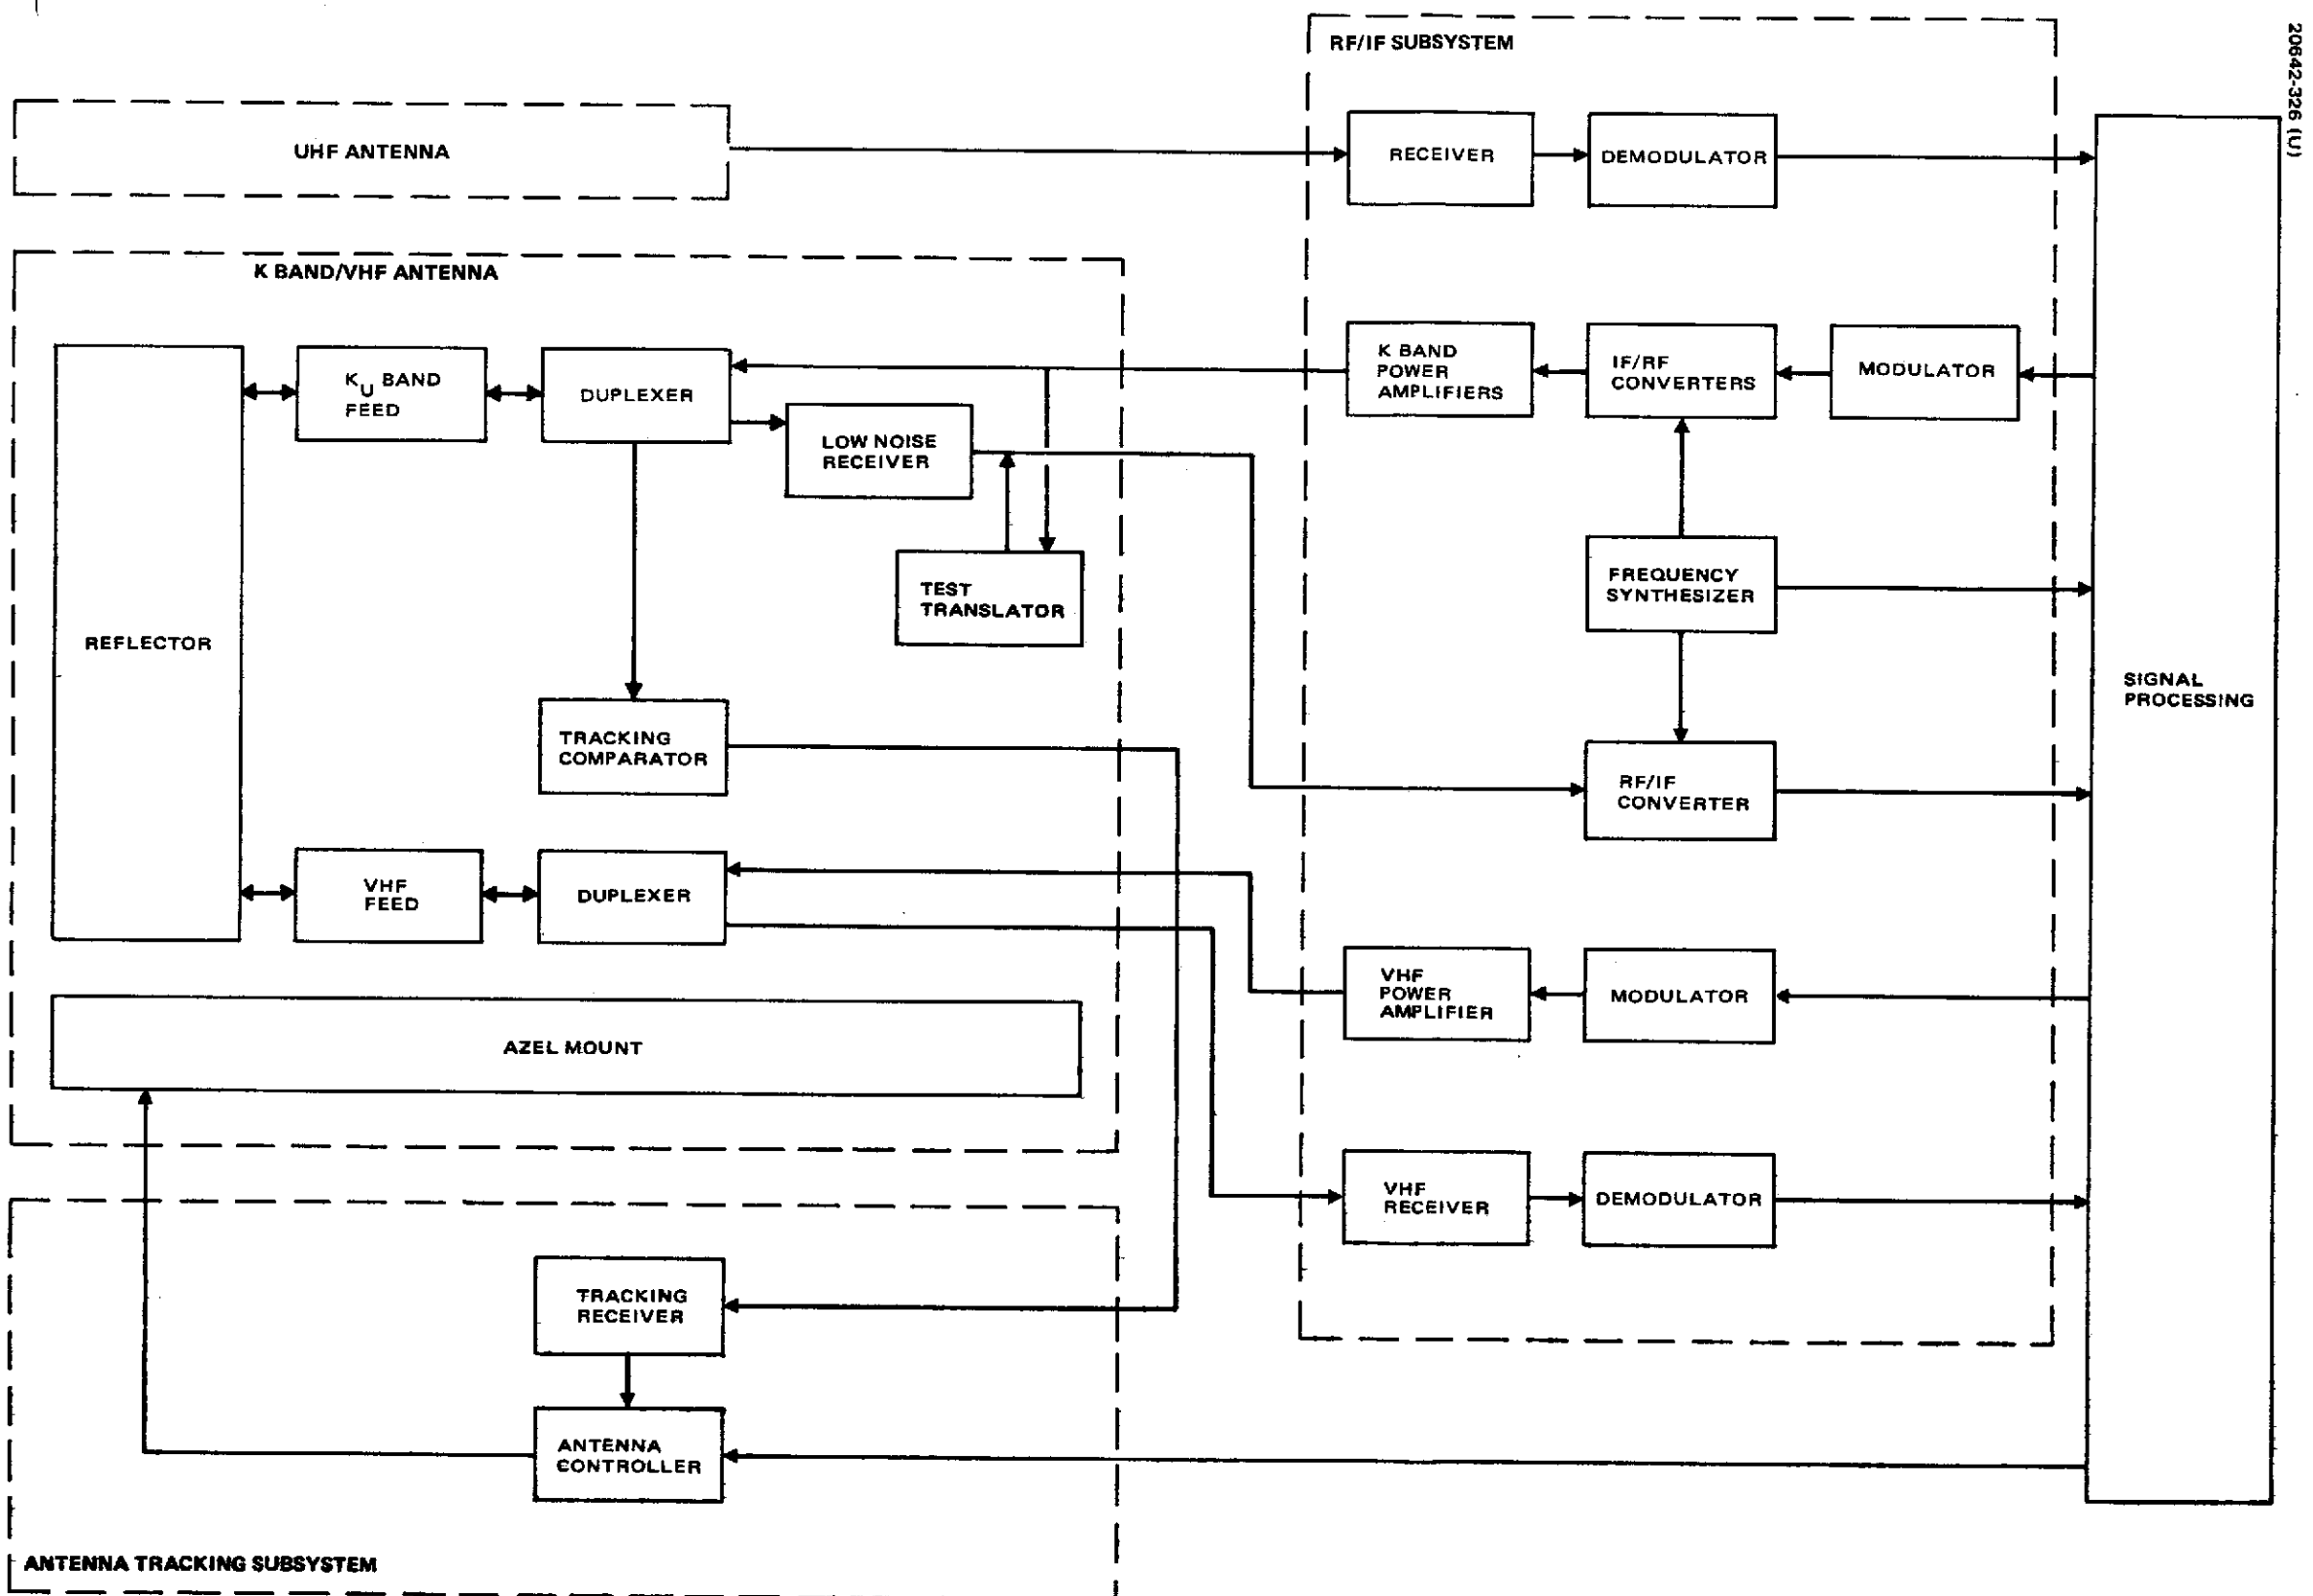 RF/IF SUBSYSTEM
20642-326 (U)
UHF ANTENNA
RECEIVER
DEMODULATOR
K BAND/VHF ANTENNA
KU BAND
FEED
DUPLEXER
LOW NOISE
RECEIVER
K BAND
POWER
AMPLIFIERS
IF/RF
CONVERTERS
MODULATOR
TEST
TRANSLATOR
FREQUENCY
SYNTHESIZER
REFLECTOR
SIGNAL
PROCESSING
TRACKING
COMPARATOR
RF/IF
CONVERTER
VHF
FEED
DUPLEXER
VHF
POWER
AMPLIFIER
MODULATOR
AZEL MOUNT
VHF
RECEIVER
DEMODULATOR
TRACKING
RECEIVER
ANTENNA
CONTROLLER
ANTENNA TRACKING SUBSYSTEM